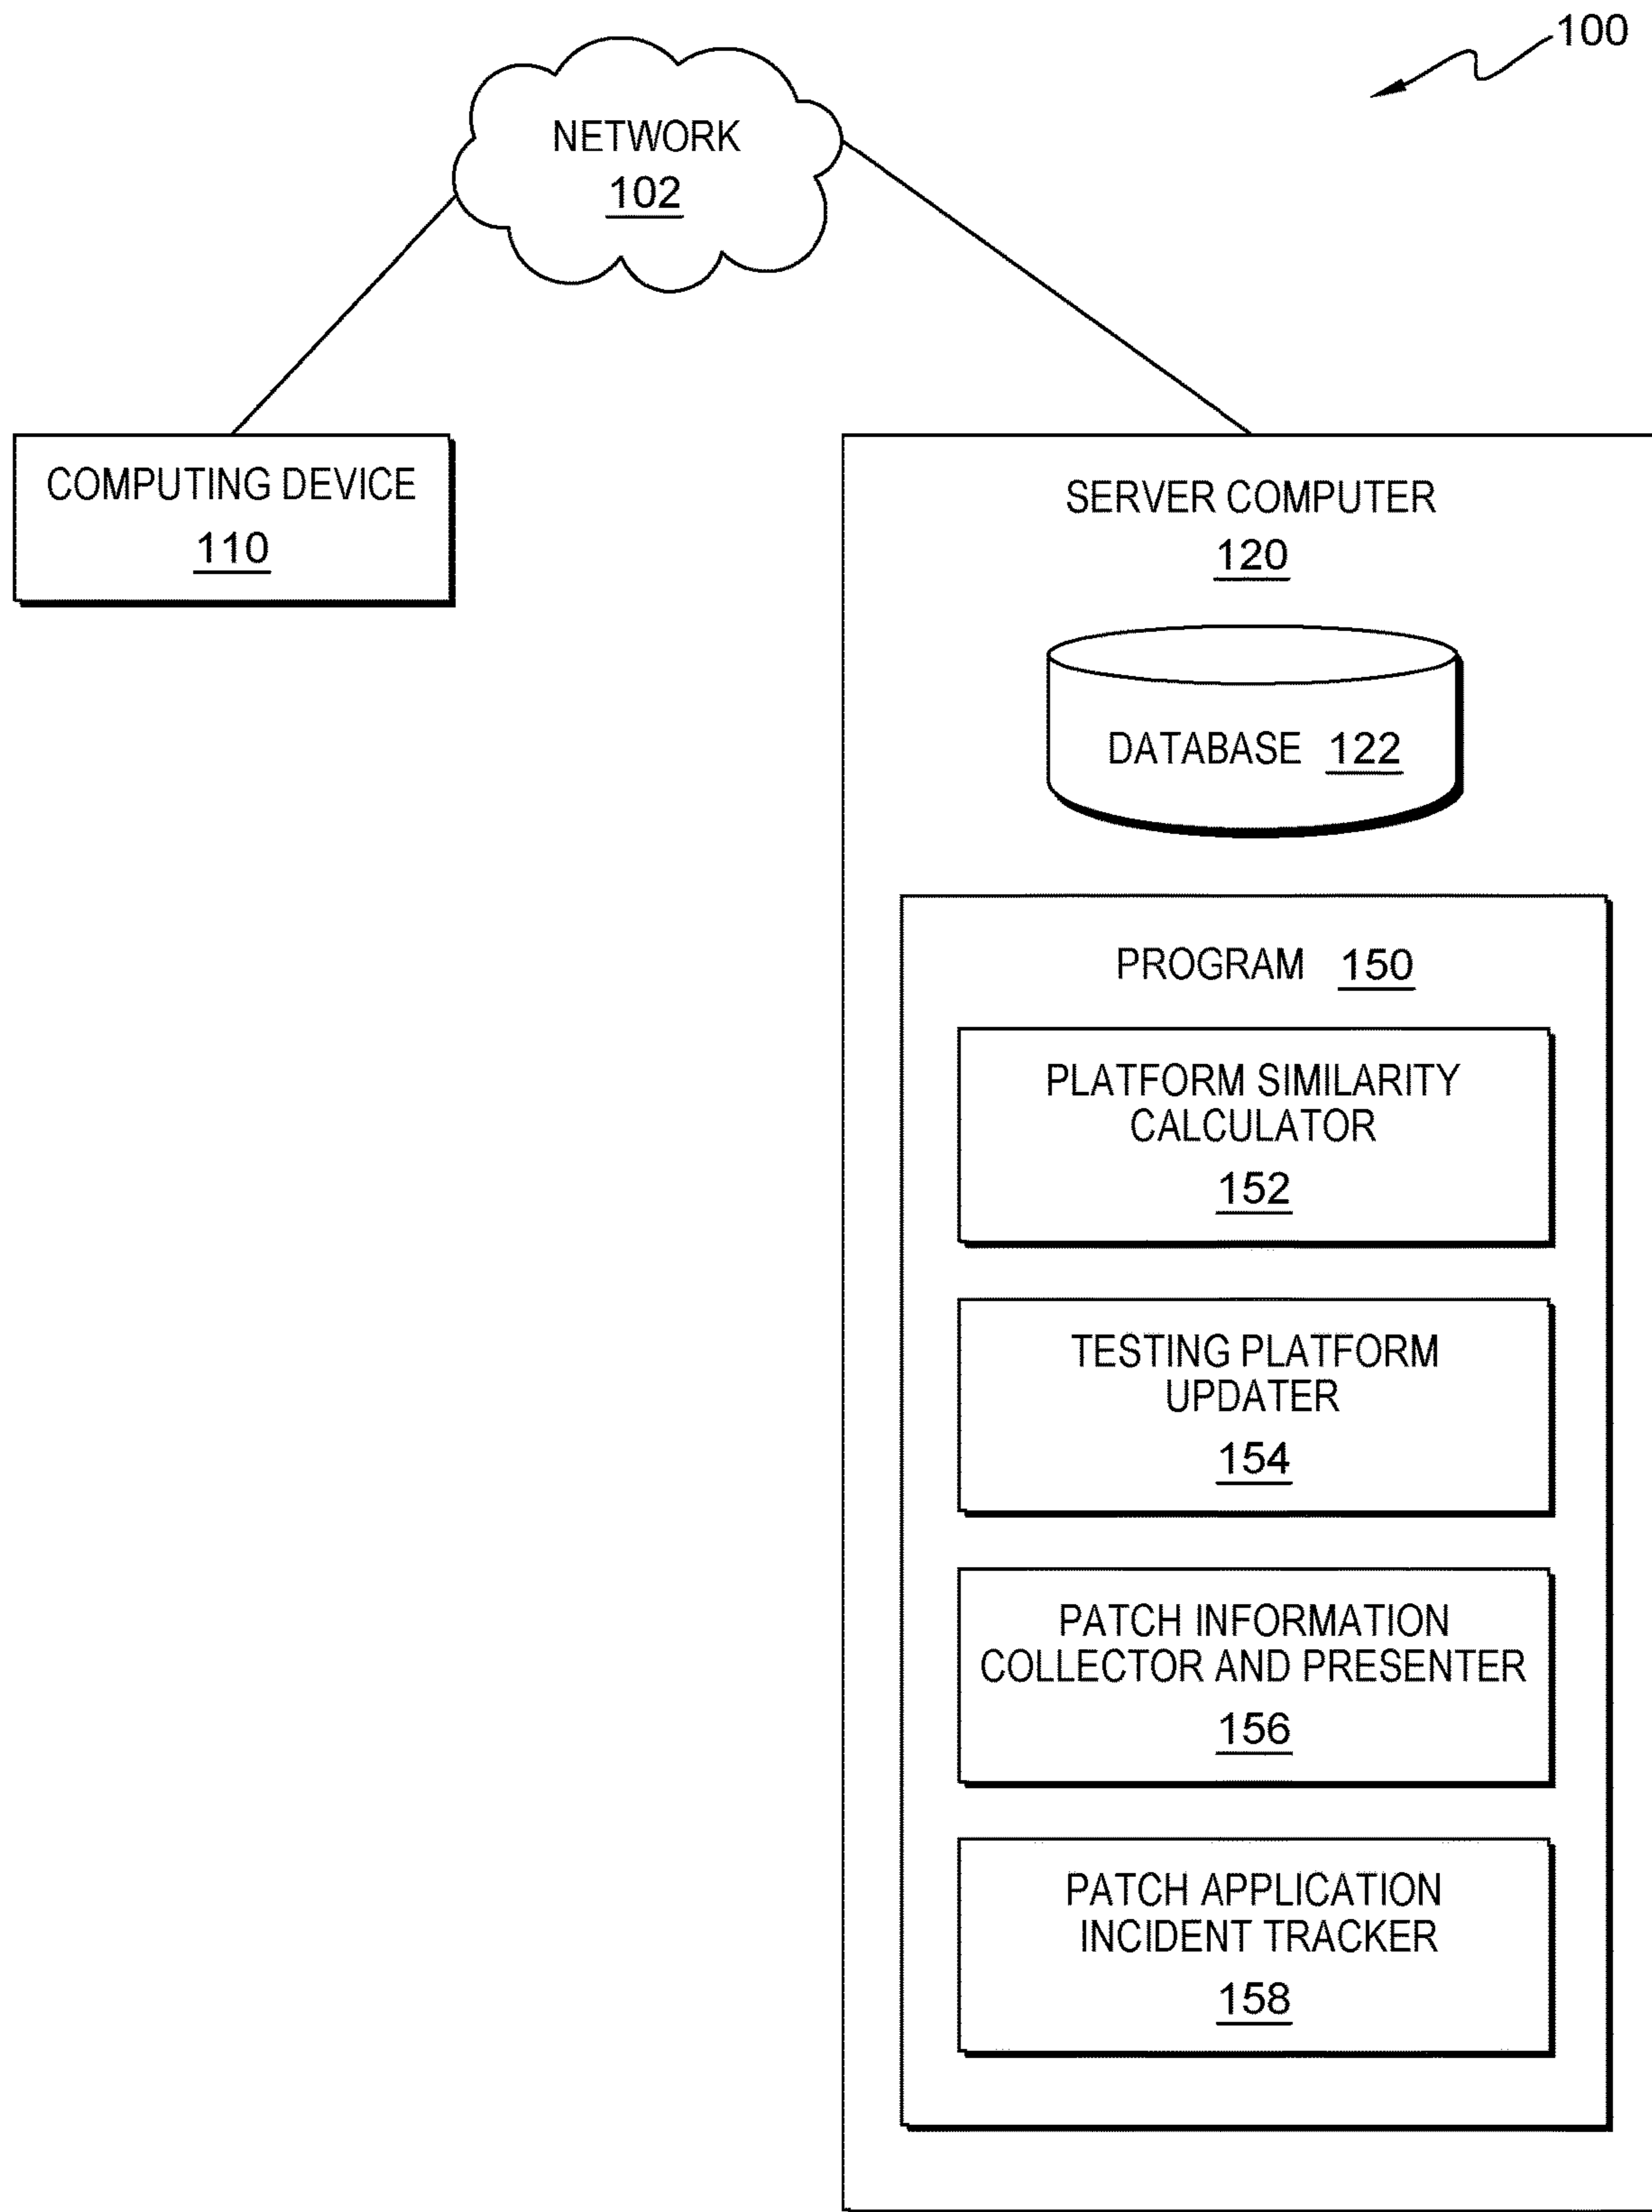 100
NETWORK
102
COMPUTING DEVICE
110
SERVER COMPUTER
120
DATABASE 122
PROGRAM 150
PLATFORM SIMILARITY
CALCULATOR
152
TESTING PLATFORM
UPDATER
154
PATCH INFORMATION
COLLECTOR AND PRESENTER
156
PATCH APPLICATION
INCIDENT TRACKER
158